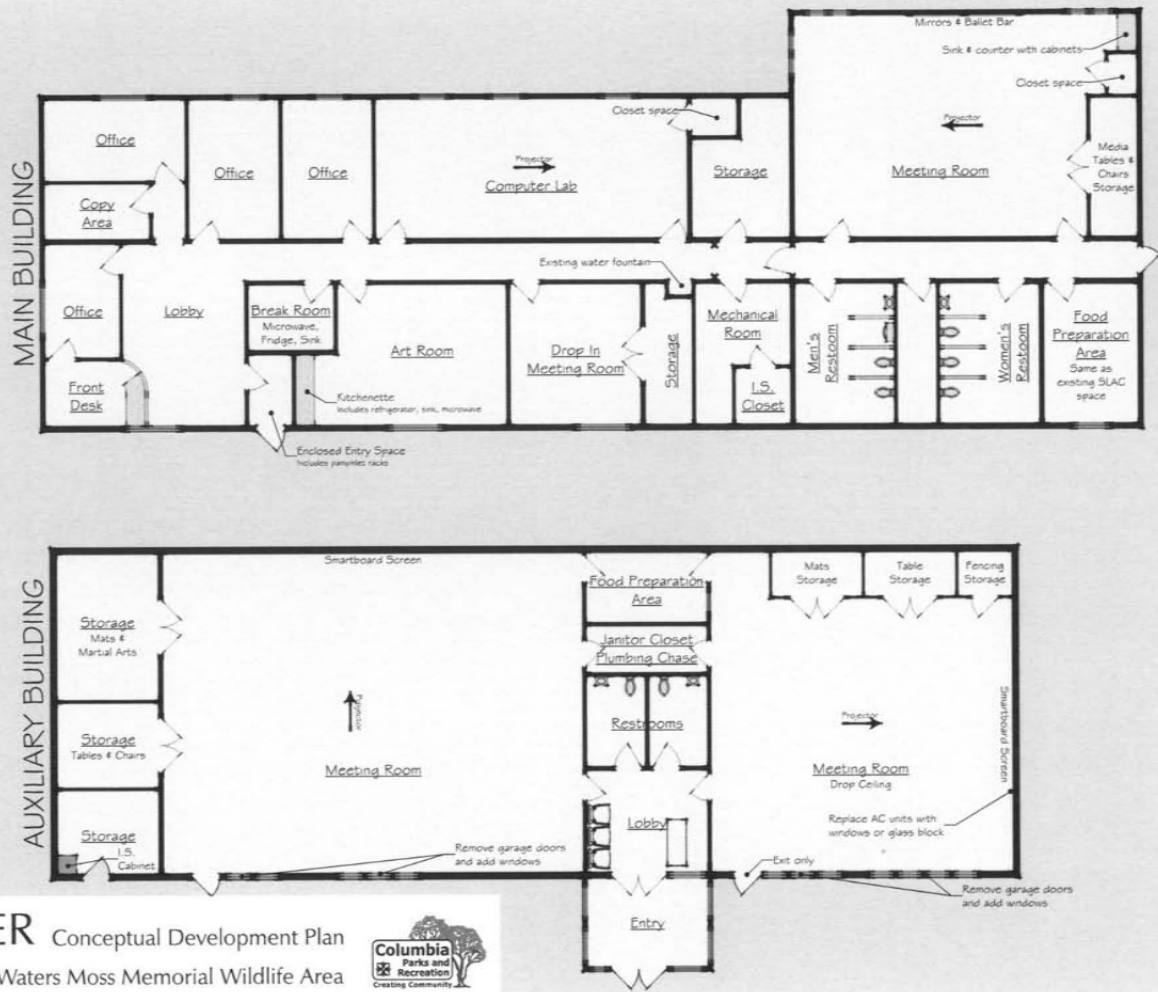 MAIN BUILDING
Mirrors & Ballet Bar
Sink & counter with cabinets
Closet space
Projector
Meeting Room
Media
Tables &
Chairs
Storage
Office
Copy
Area
Office
Office
Projector
Computer Lab
Closet space
Storage
Existing water fountain
Office
Lobby
Front
Desk
Break Room
Microwave,
Fridge, Sink
Art Room
Kitchenette
Includes refrigerator, sink, microwave
Enclosed Entry Space
Includes pamphlet racks
Drop In
Meeting Room
Storage
Mechanical
Room
I.S.
Closet
Men's
Restoom
Women's
Restoom
Food
Preparation
Area
Same as
existing SLAC
space
AUXILIARY BUILDING
Storage
Mats &
Martial Arts
Storage
Tables & Chairs
Storage
I.S.
Cabinet
Smartboard Screen
Projector
Meeting Room
Remove garage doors
and add windows
Food Preparation
Area
Janitor Closet
Plumbing Chase
Restrooms
Lobby
Entry
Mats
Storage
Table
Storage
Fencing
Storage
Projector
Meeting Room
Drop Ceiling
Smartboard Screen
Replace AC units with
windows or glass block
Exit only
Remove garage doors
and add windows
ER Conceptual Development Plan
Waters Moss Memorial Wildlife Area
Columbia
Parks and
Recreation
Creating Community